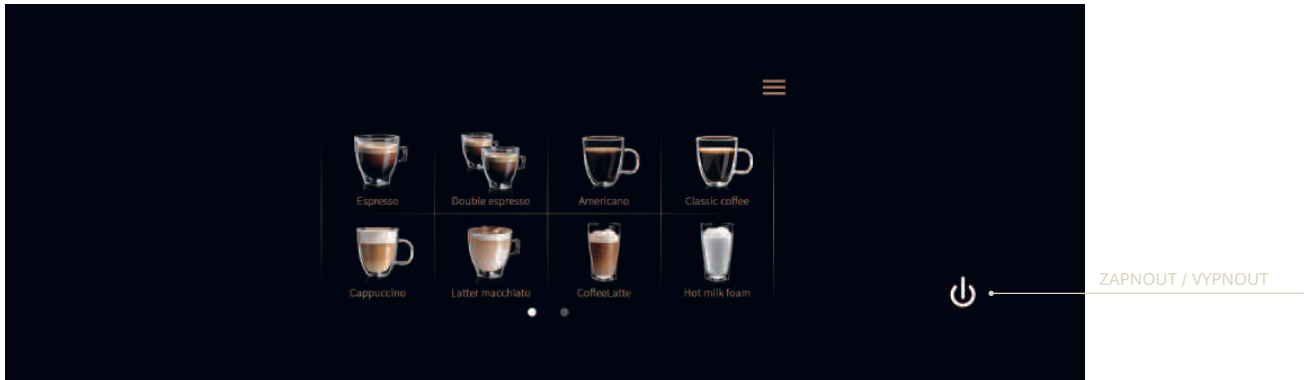 Espresso
Double espresso
Americano
Classic coffee
Cappuccino
Latter macchiato
CoffeeLatte
Hot milk foam
ZAPNOUT / VYPNOUT